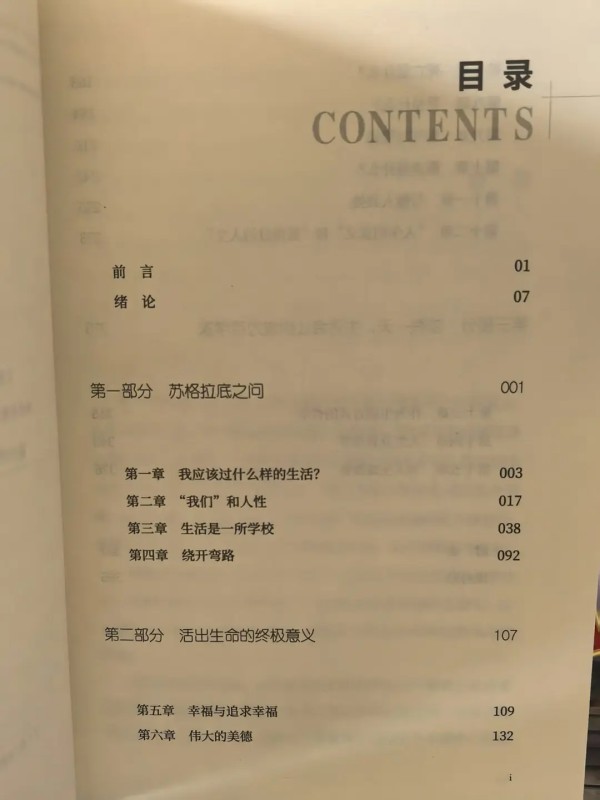 目录
CONTENTS
前言 01
绪论 07
第一部分 苏格拉底之问 001
第一章 我应该过什么样的生活? 003
第二章 “我们”和人性 017
第三章 生活是一所学校 038
第四章 绕开弯路 092
第二部分 活出生命的终极意义 107
第五章 幸福与追求幸福 109
第六章 伟大的美德 132
i